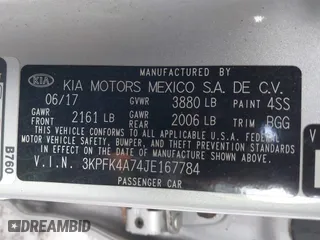 MANUFACTURED BY
KIA KIA MOTORS MEXICO S.A. DE C.V.
06/17 GVWR 3880 LB PAINT 4SS
GAWR FRONT 2161 LB GAWR REAR 2006 LB TRIM BGG
THIS VEHICLE CONFORMS TO ALL APPLICABLE U.S.A. FEDERAL
MOTOR VEHICLE SAFETY, BUMPER, AND THEFT PREVENTION
STANDARDS IN EFFECT ON THE DATE OF MANUFACTURE
SHOWN ABOVE.
V.I.N. 3KPFK4A74JE167784
PASSENGER CAR
B760
DREAMBID